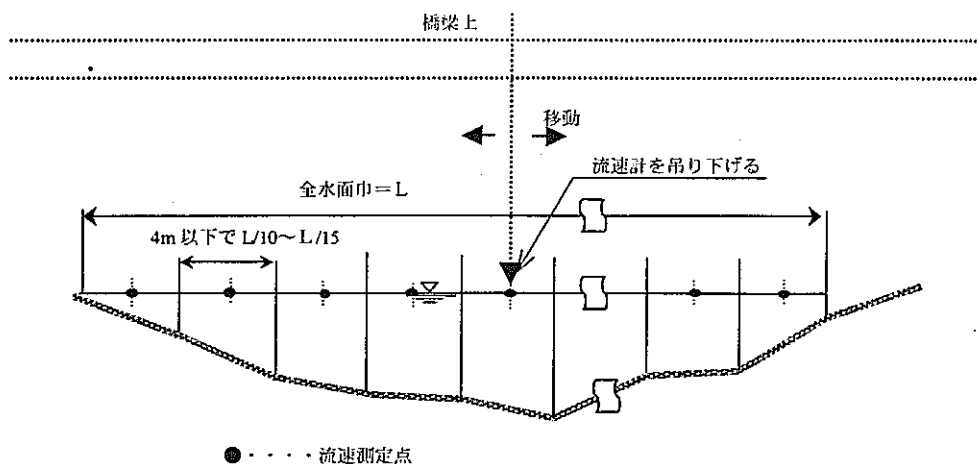 橋梁上
移動
流速計を吊り下げる
全水面巾＝L
4m 以下で L/10～L/15
●・・・・流速測定点